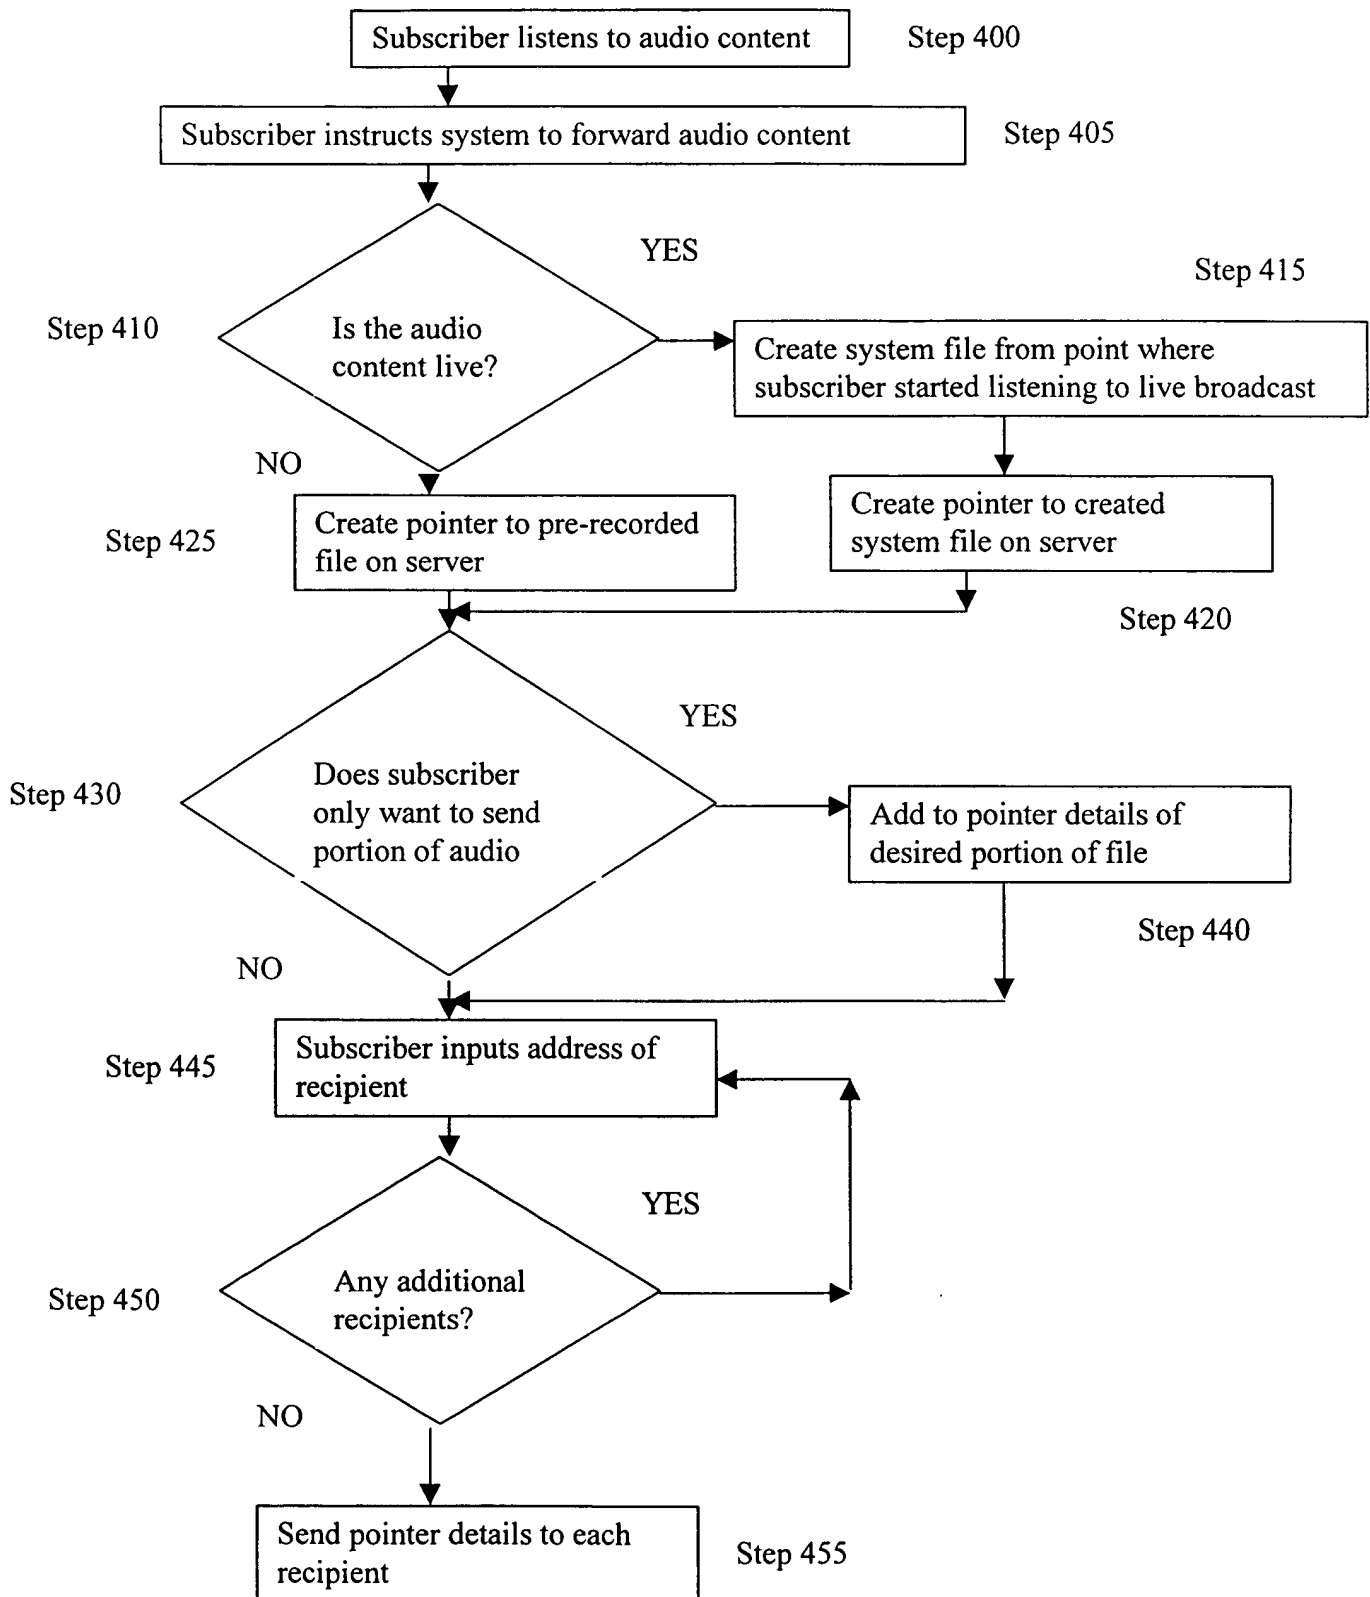 Subscriber listens to audio content
Step 400
Subscriber instructs system to forward audio content
Step 405
YES
Step 415
Step 410
Is the audio
content live?
Create system file from point where
subscriber started listening to live broadcast
NO
Step 425
Create pointer to pre-recorded
file on server
Create pointer to created
system file on server
Step 420
YES
Step 430
Does subscriber
only want to send
portion of audio
Add to pointer details of
desired portion of file
Step 440
NO
Step 445
Subscriber inputs address of
recipient
YES
Step 450
Any additional
recipients?
NO
Send pointer details to each
recipient
Step 455